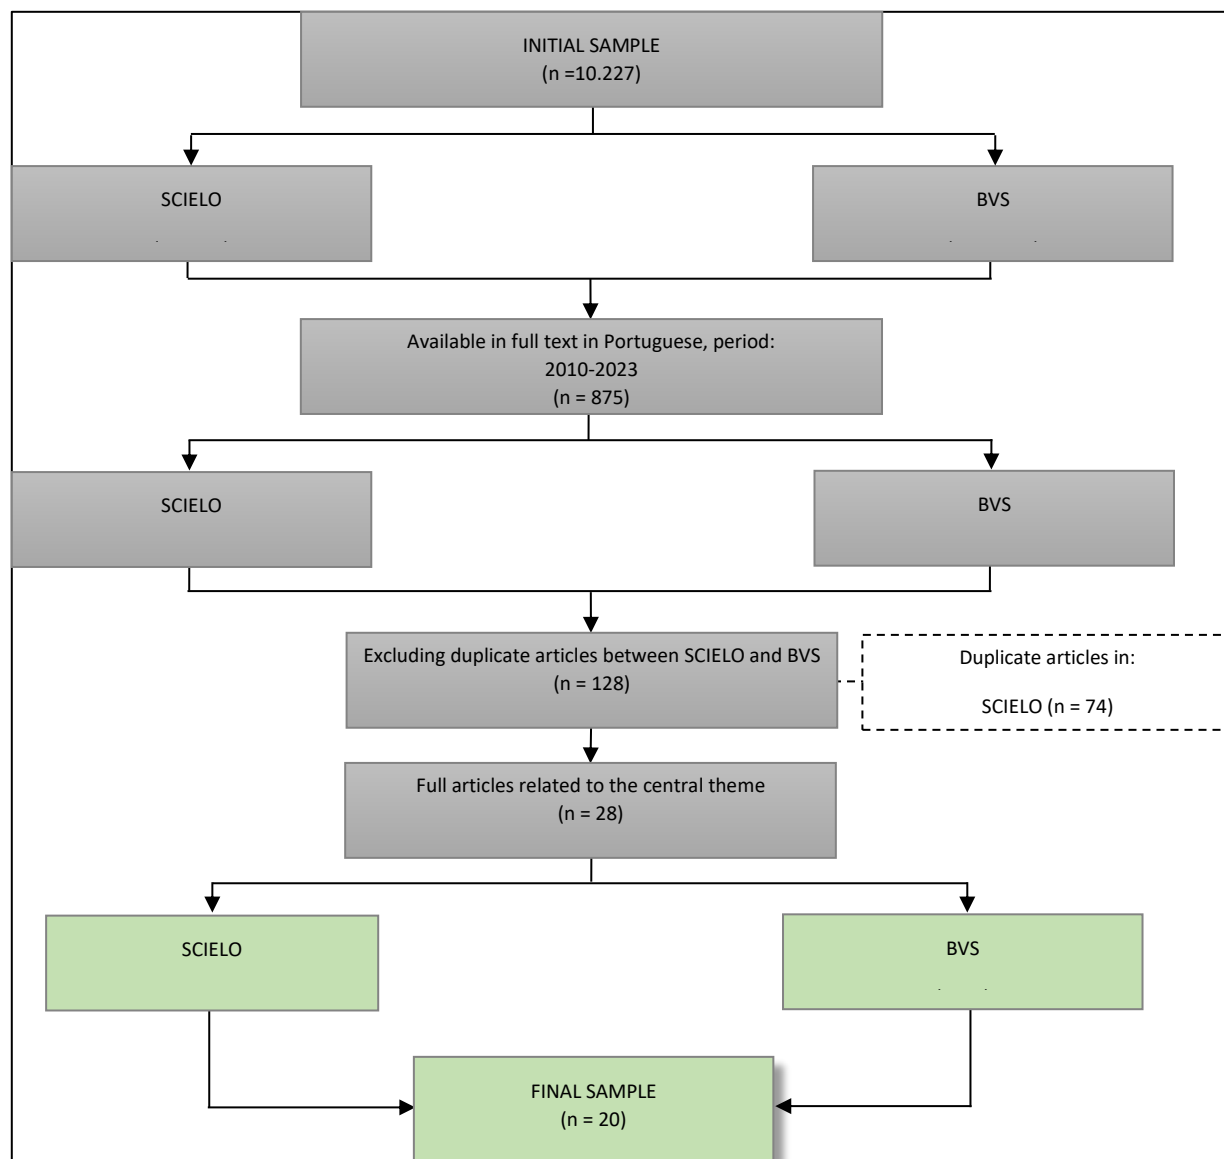 INITIAL SAMPLE
(n =10.227)
SCIELO
BVS
Available in full text in Portuguese, period:
2010-2023
(n = 875)
SCIELO
BVS
Excluding duplicate articles between SCIELO and BVS
(n = 128)
Duplicate articles in:
SCIELO (n = 74)
Full articles related to the central theme
(n = 28)
SCIELO
BVS
FINAL SAMPLE
(n = 20)